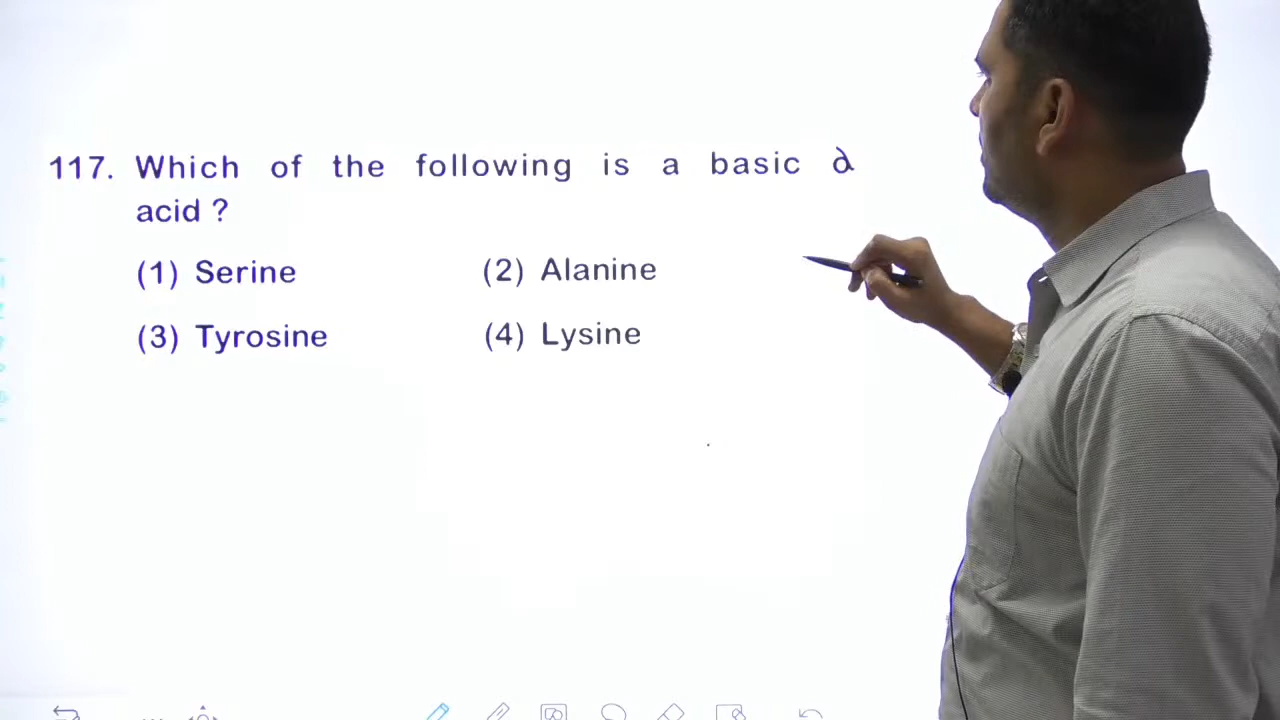 117. Which of the following is a basic a
acid ?
(1) Serine (2) Alanine
(3) Tyrosine (4) Lysine